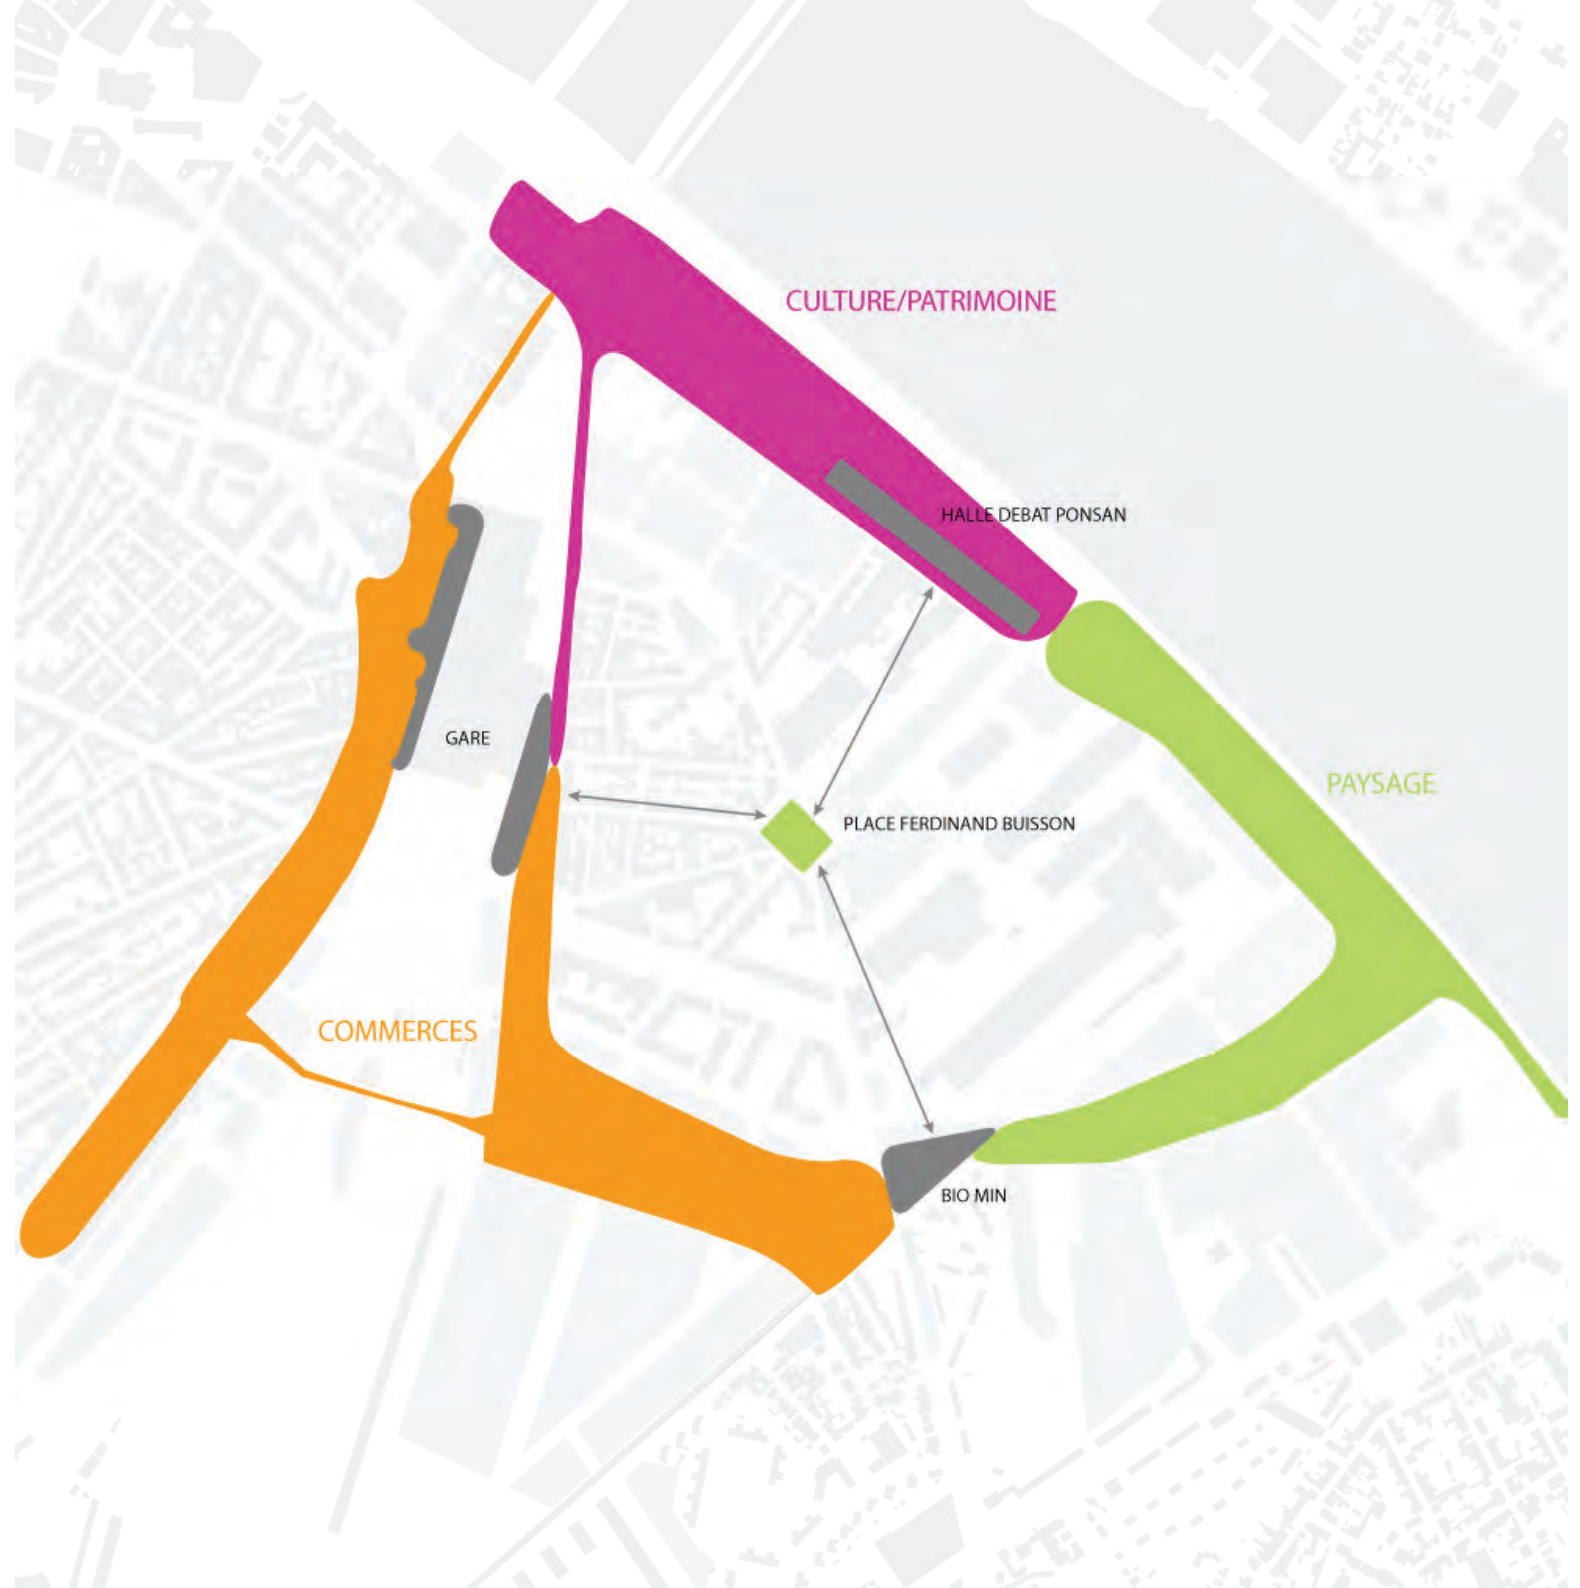 CULTURE/PATRIMOINE
HALLE DEBAT PONSAN
GARE
PAYSAGE
PLACE FERDINAND BUISSON
COMMERCES
BIO MIN